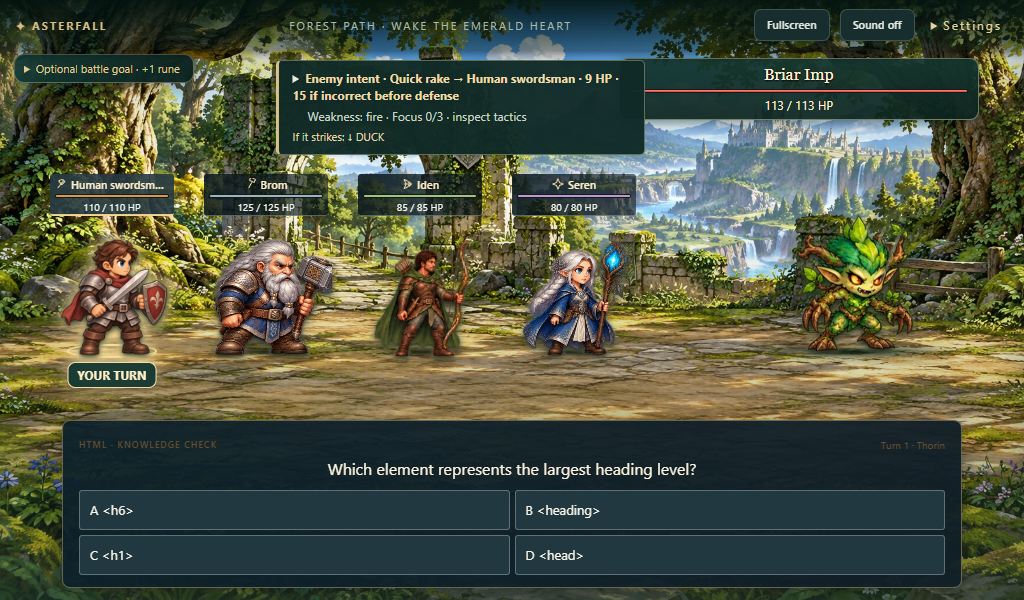 ✦ ASTERFALL
FOREST PATH · WAKE THE EMERALD HEART
Fullscreen
Sound off
▶ Settings
▶ Optional battle goal · +1 rune
▶ Enemy intent · Quick rake → Human swordsman · 9 HP ·
15 if incorrect before defense
Weakness: fire · Focus 0/3 · inspect tactics
If it strikes: ↓ DUCK
Briar Imp
113 / 113 HP
Human swordsm...
110 / 110 HP
Brom
125 / 125 HP
Iden
85 / 85 HP
Seren
80 / 80 HP
YOUR TURN
HTML · KNOWLEDGE CHECK
Turn 1 · Thorin
Which element represents the largest heading level?
A <h6>
B <heading>
C <h1>
D <head>